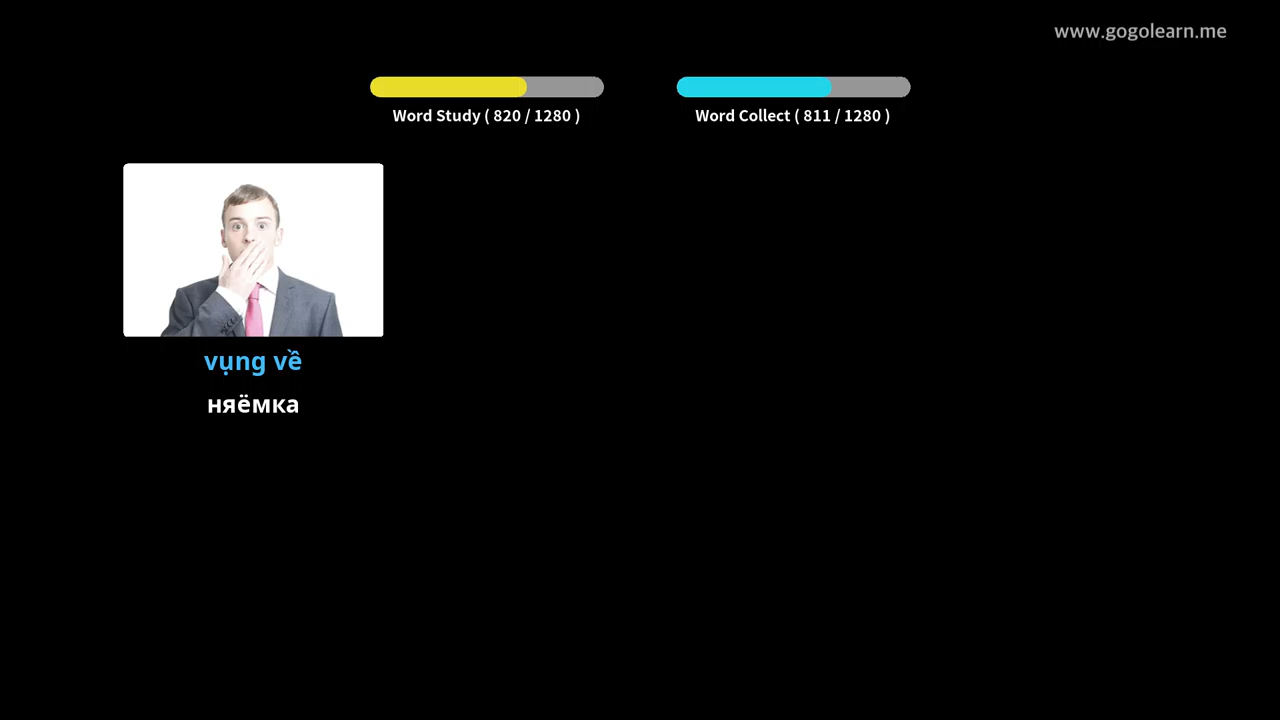 www.gogolearn.me
Word Study ( 820 / 1280 )
Word Collect ( 811 / 1280 )
vụng về
няёмка